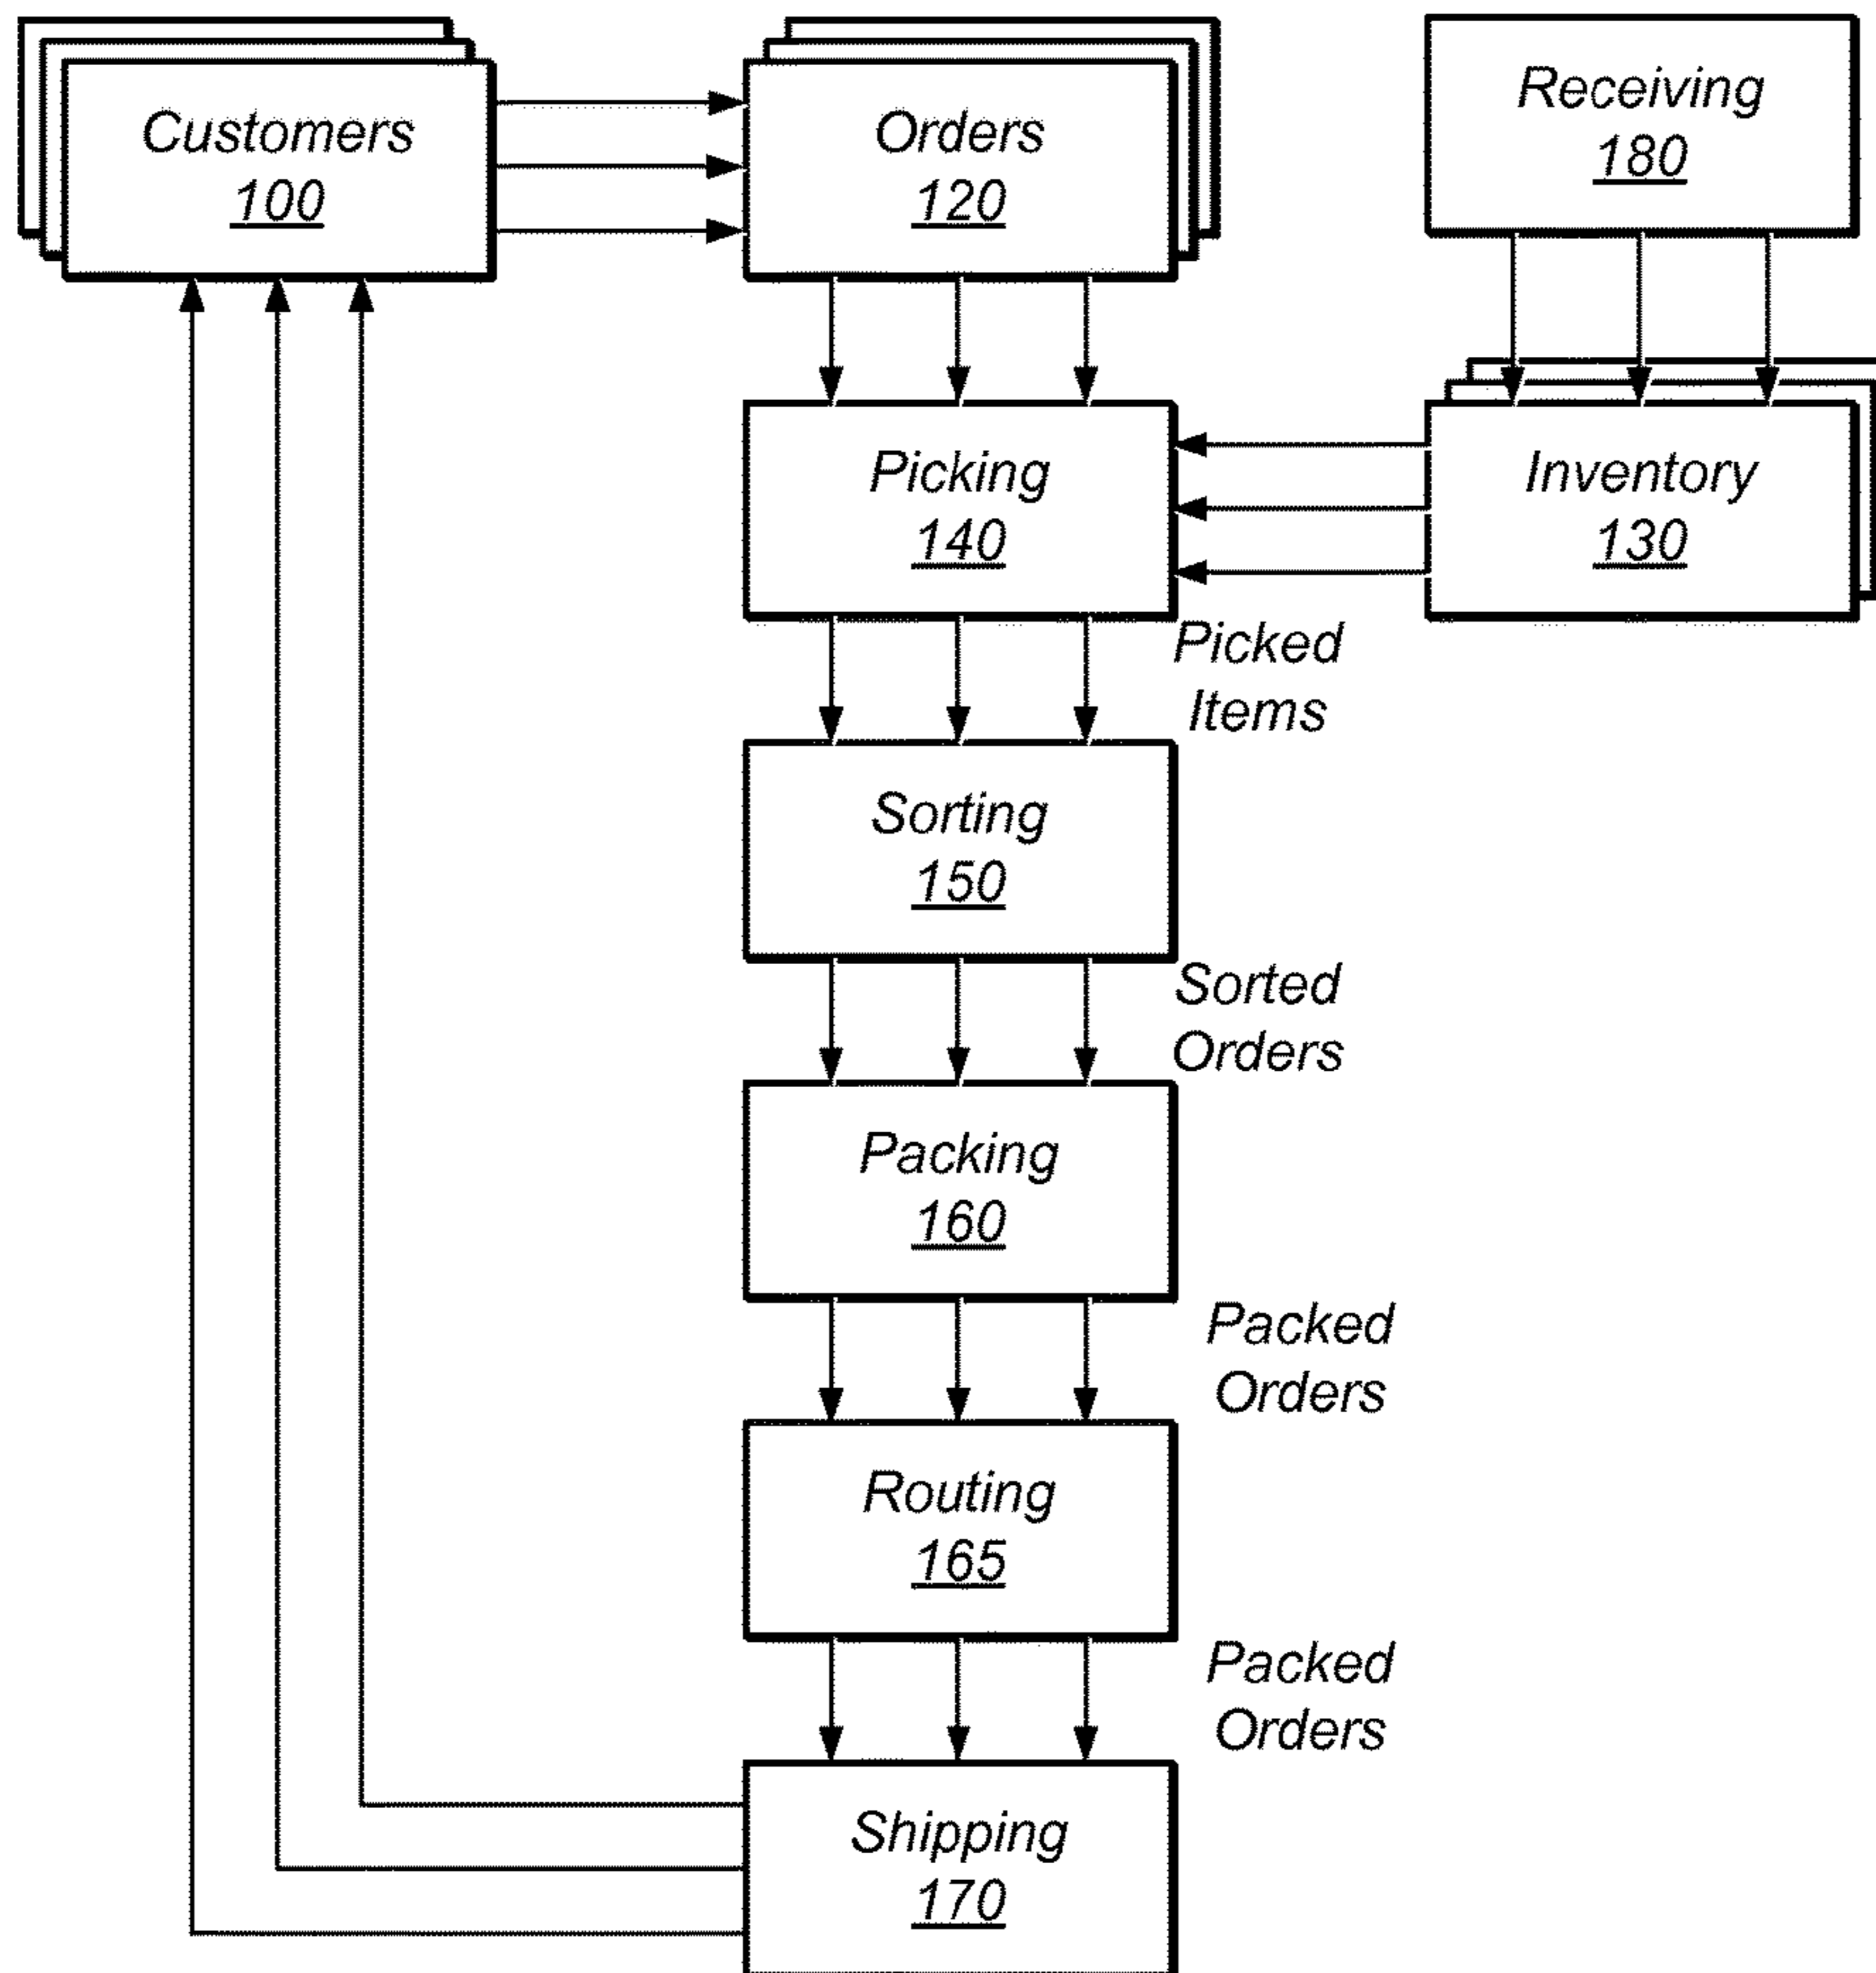 Customers
100
Orders
120
Receiving
180
Picking
140
Inventory
130
Picked
Items
Sorting
150
Sorted
Orders
Packing
160
Packed
Orders
Routing
165
Packed
Orders
Shipping
170